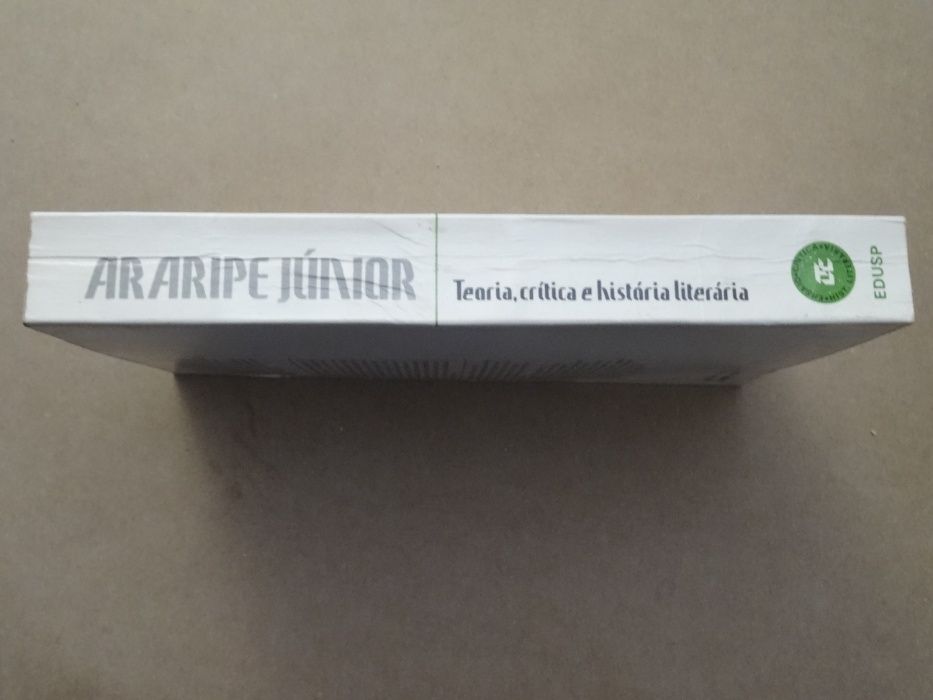 ARARIPE JÚNIOR
Teoria, crítica e história literária
EDUSP